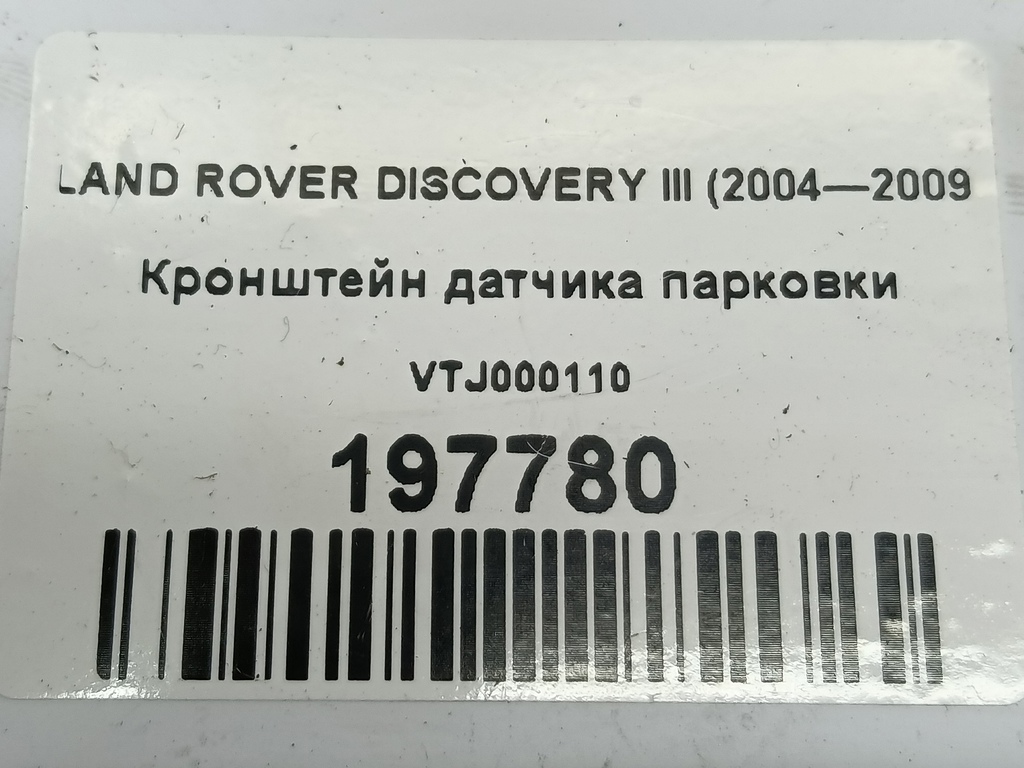 LAND ROVER DISCOVERY III (2004—2009
Кронштейн датчика парковки
VTJ000110
197780